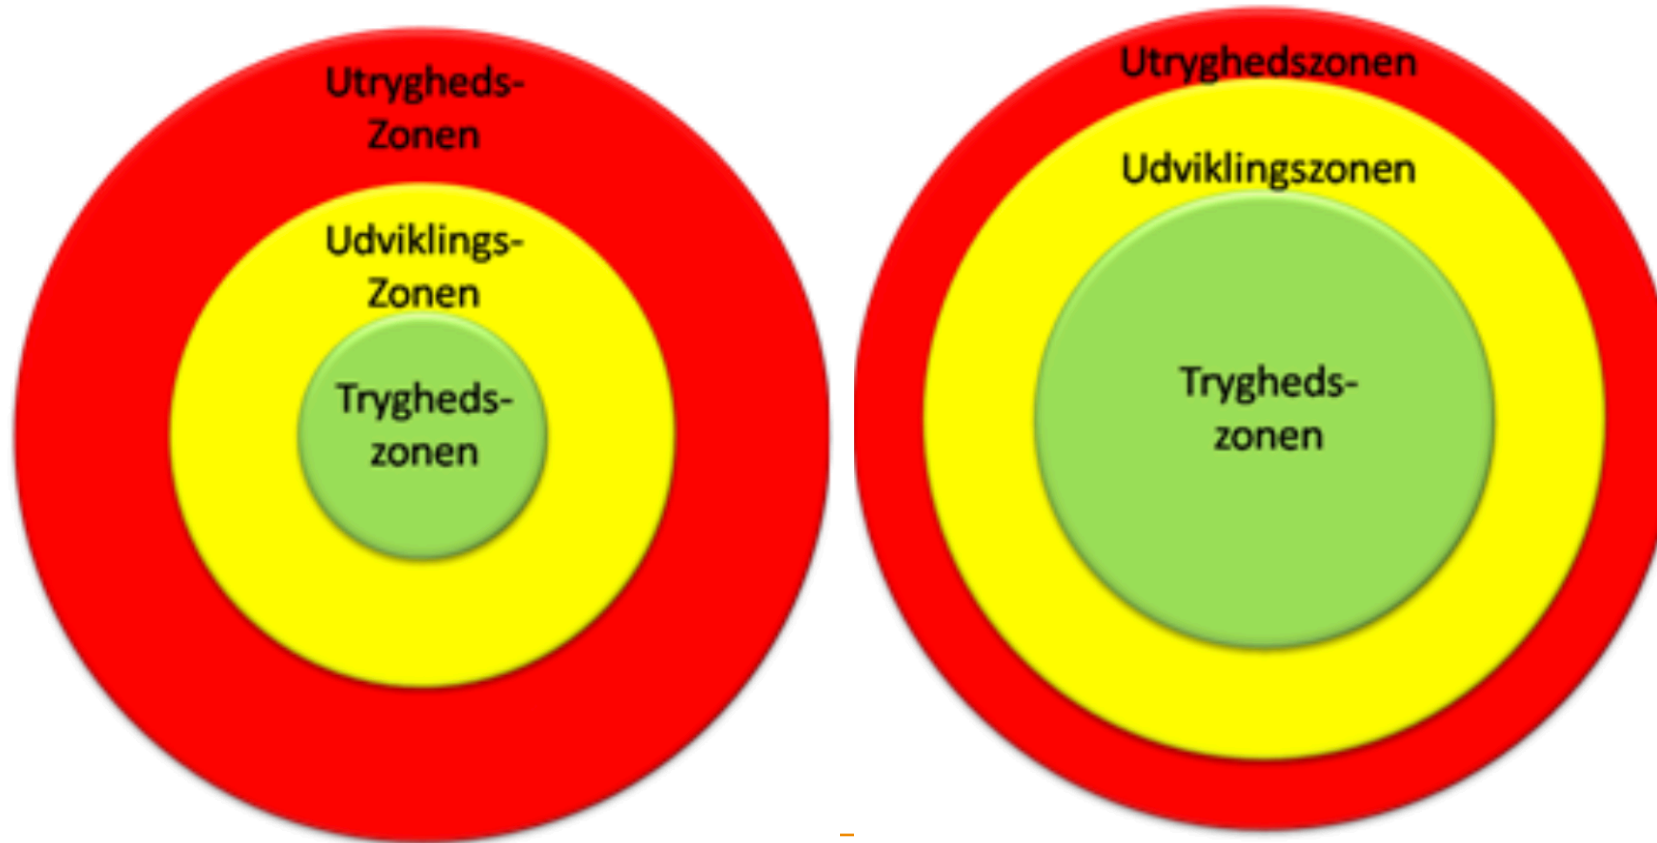 Utrygheds-
Zonen
Udviklings-
Zonen
Trygheds-
zonen
Utryghedszonen
Udviklingszonen
Trygheds-
zonen